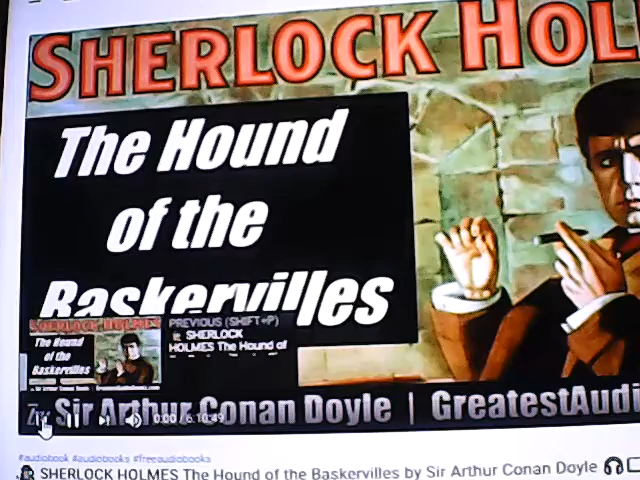 SHERLOCK HOL
The Hound
of the
Baskervilles
SHERLOCK HOLMES
The Hound
of the
Baskervilles
PREVIOUS (SHIFT+P)
SHERLOCK
HOLMES The Hound of
Sir Arthur Conan Doyle | GreatestAudi
0:00 / 6:10:49
#audiobook #audiobooks #freeaudiobooks
SHERLOCK HOLMES The Hound of the Baskervilles by Sir Arthur Conan Doyle